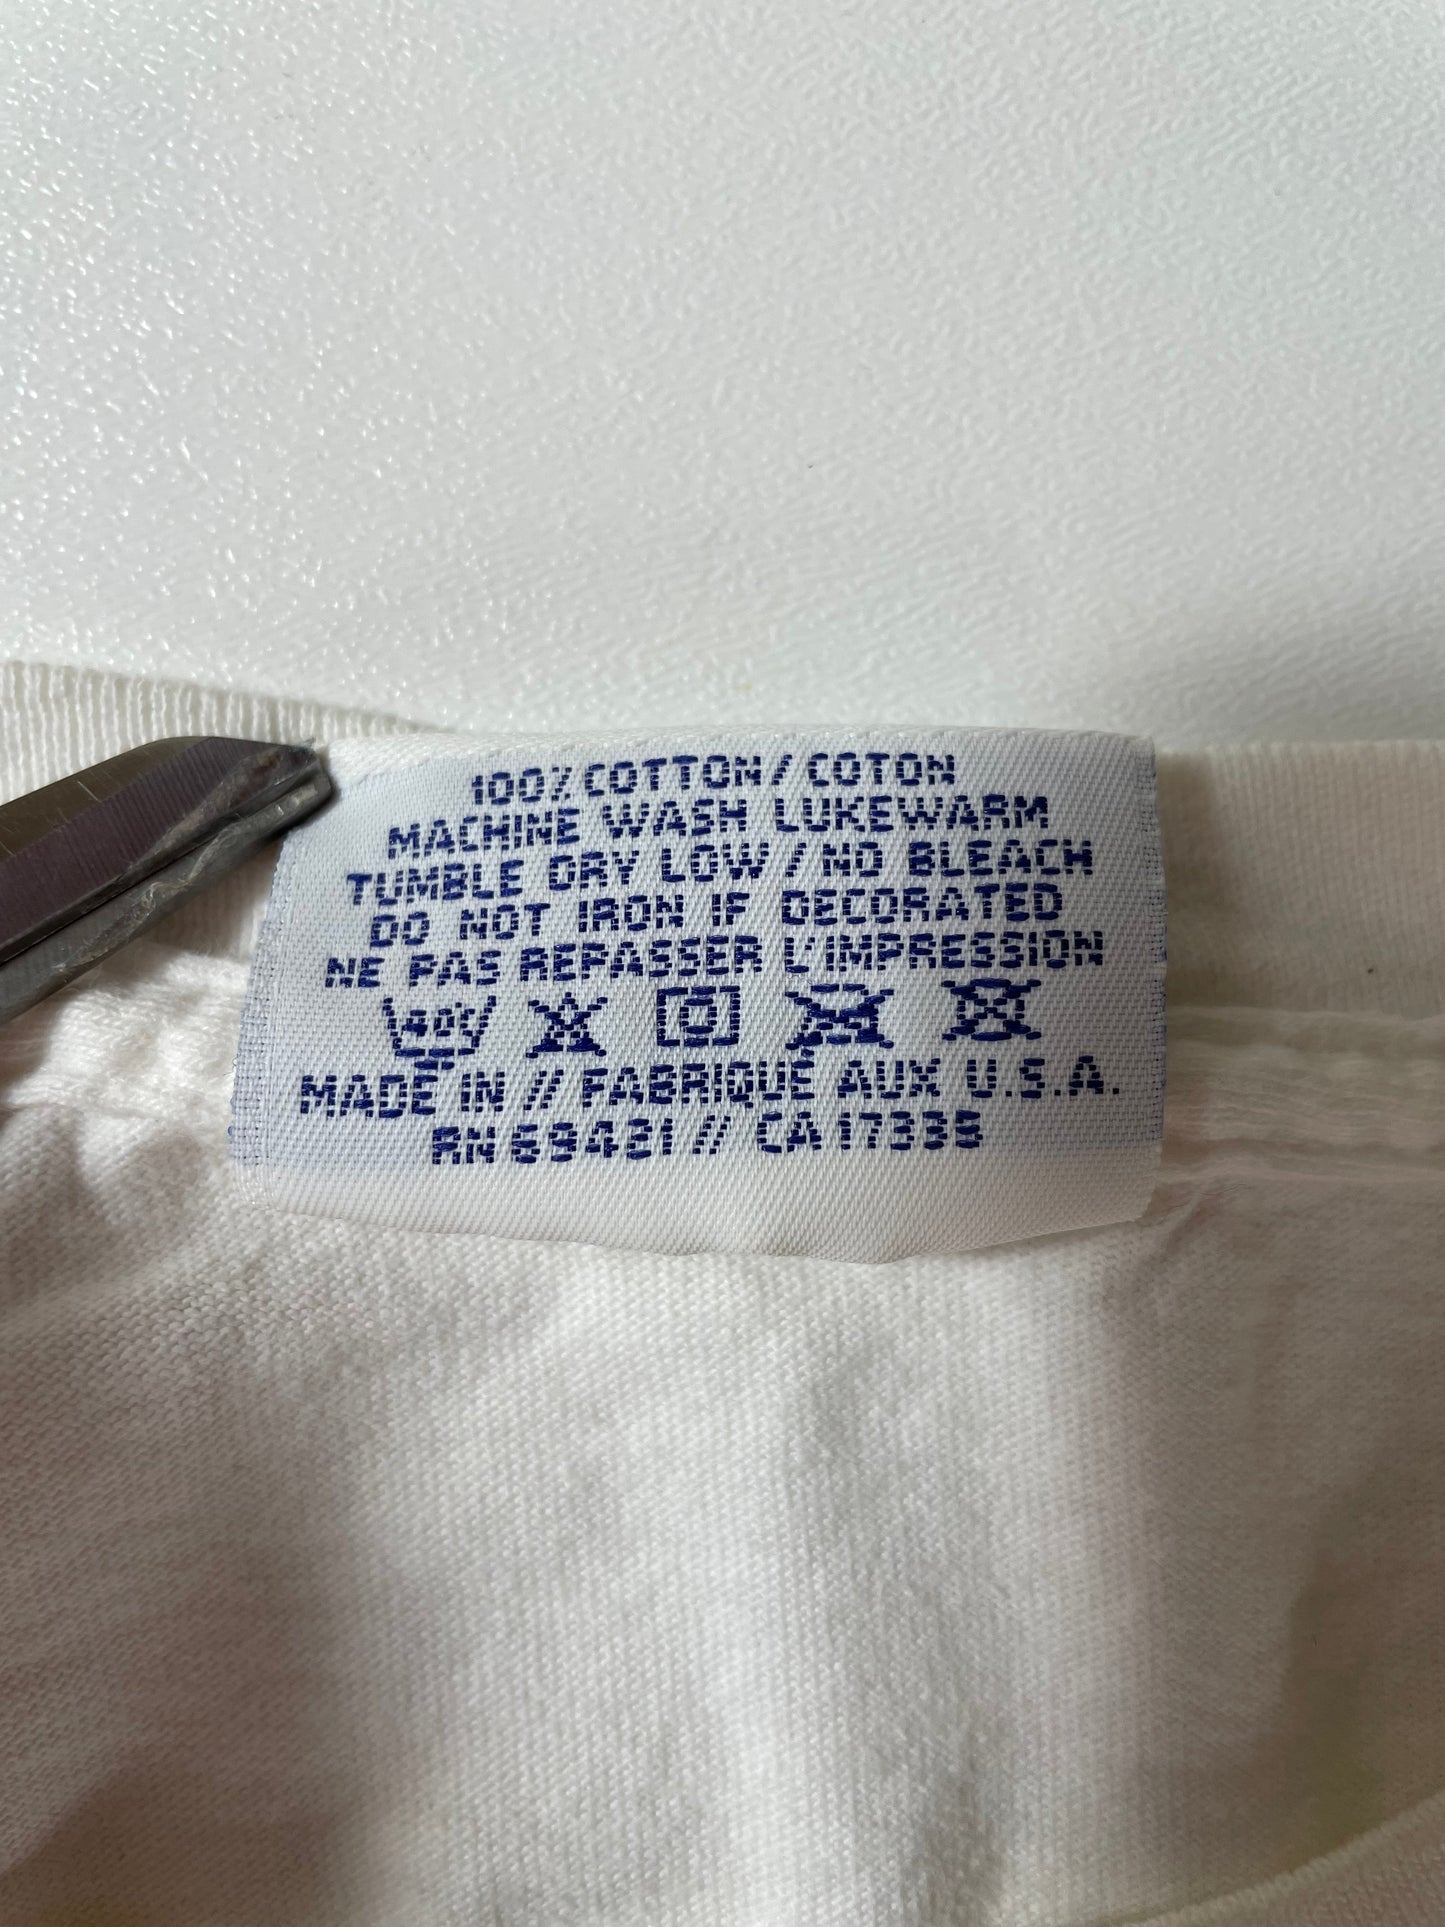 100% COTTON / COTON
MACHINE WASH LUKEWARM
TUMBLE DRY LOW / NO BLEACH
DO NOT IRON IF DECORATED
NE PAS REPASSER L'IMPRESSION
40C
MADE IN // FABRIQUÉ AUX U.S.A.
RN 69421 // CA 17335